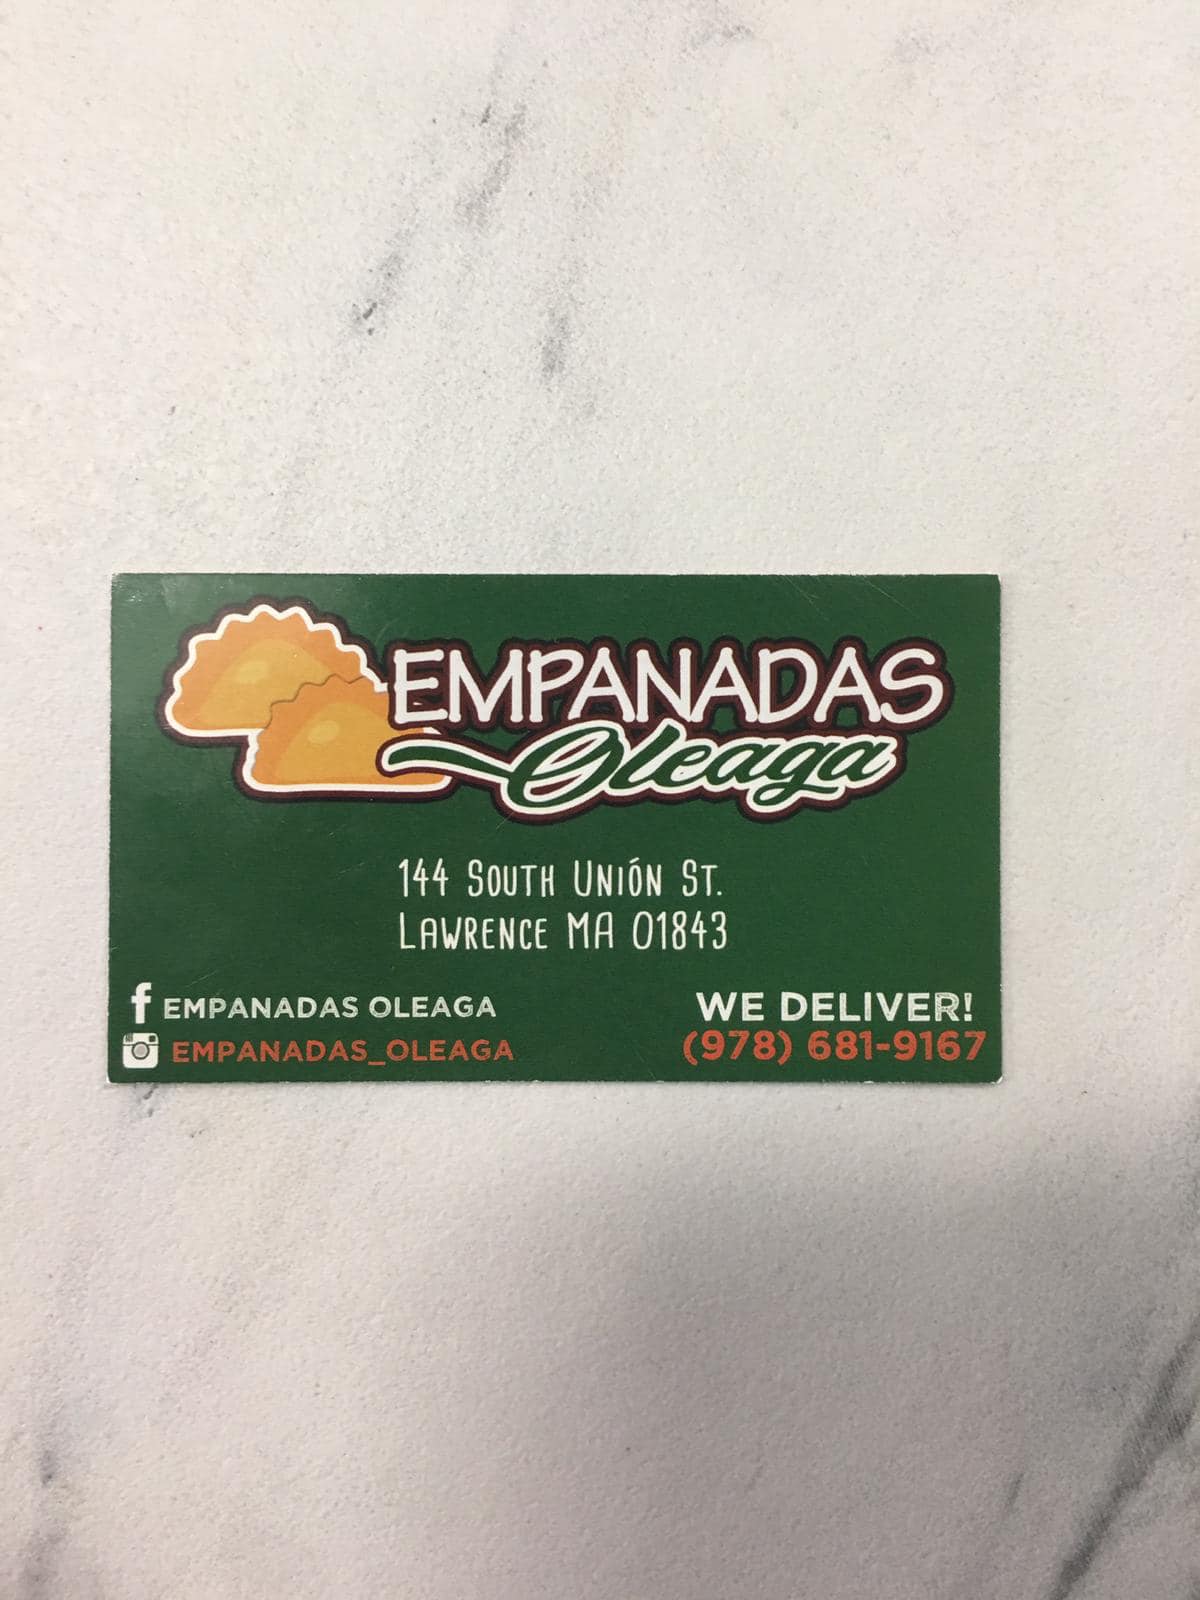 EMPANADAS
Oleaga
144 South Unión St.
Lawrence MA 01843
f EMPANADAS OLEAGA
EMPANADAS_OLEAGA
WE DELIVER!
(978) 681-9167